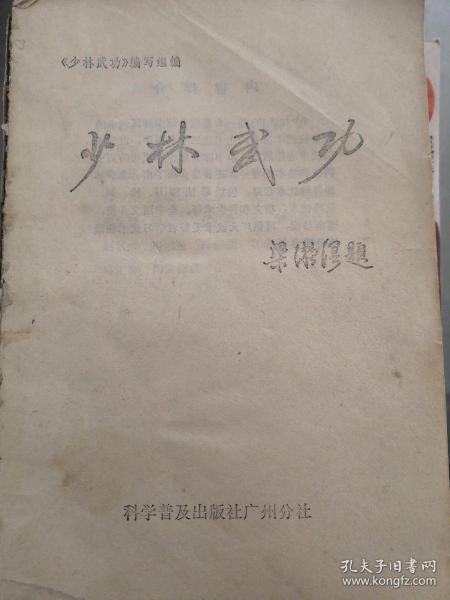 《少林武功》编写组编
少林武功
梁漱溟题
科学普及出版社广州分社
孔夫子旧书网
www.kongfz.com